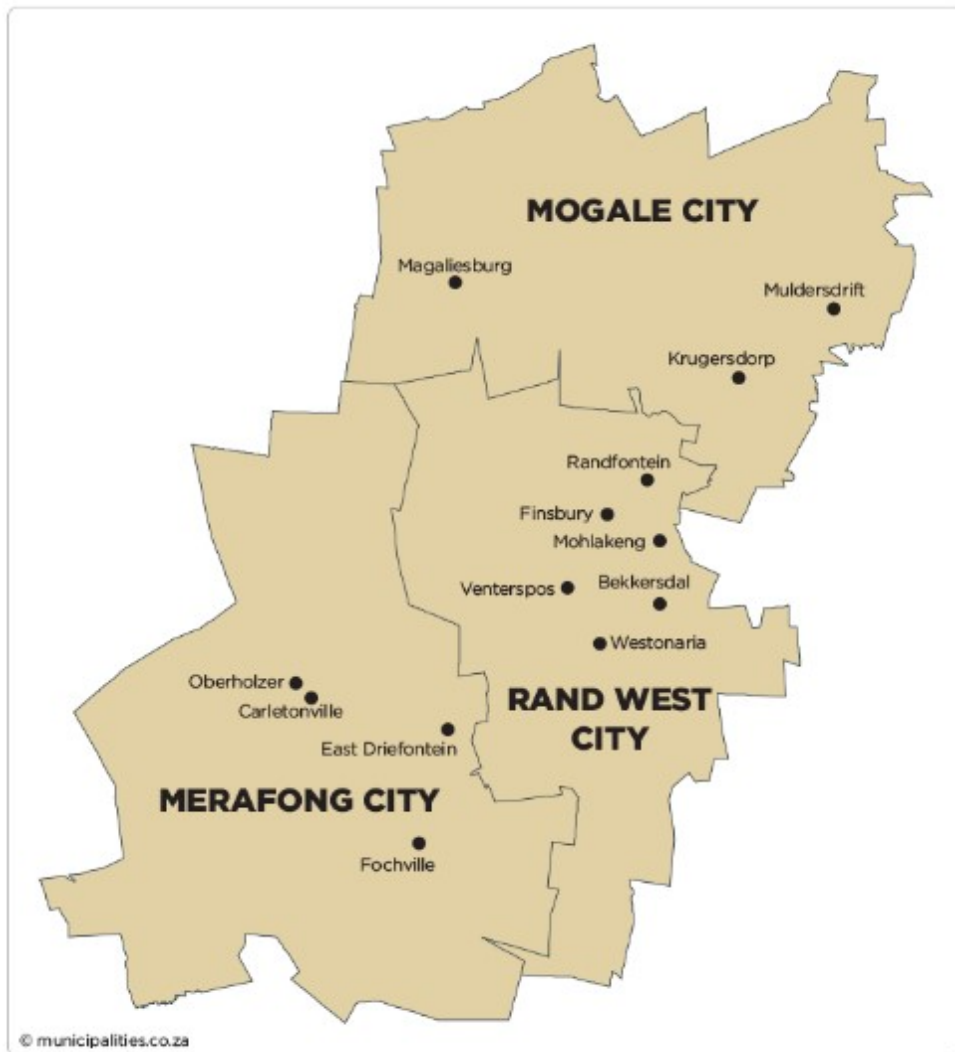 MOGALE CITY
Magaliesburg
Muldersdrift
Krugersdorp
Randfontein
Finsbury
Mohlakeng
Bekkersdal
Venterspos
Westonaria
Oberholzer
Carletonville
RAND WEST
CITY
East Driefontein
MERAFONG CITY
Fochville
© municipalities.co.za